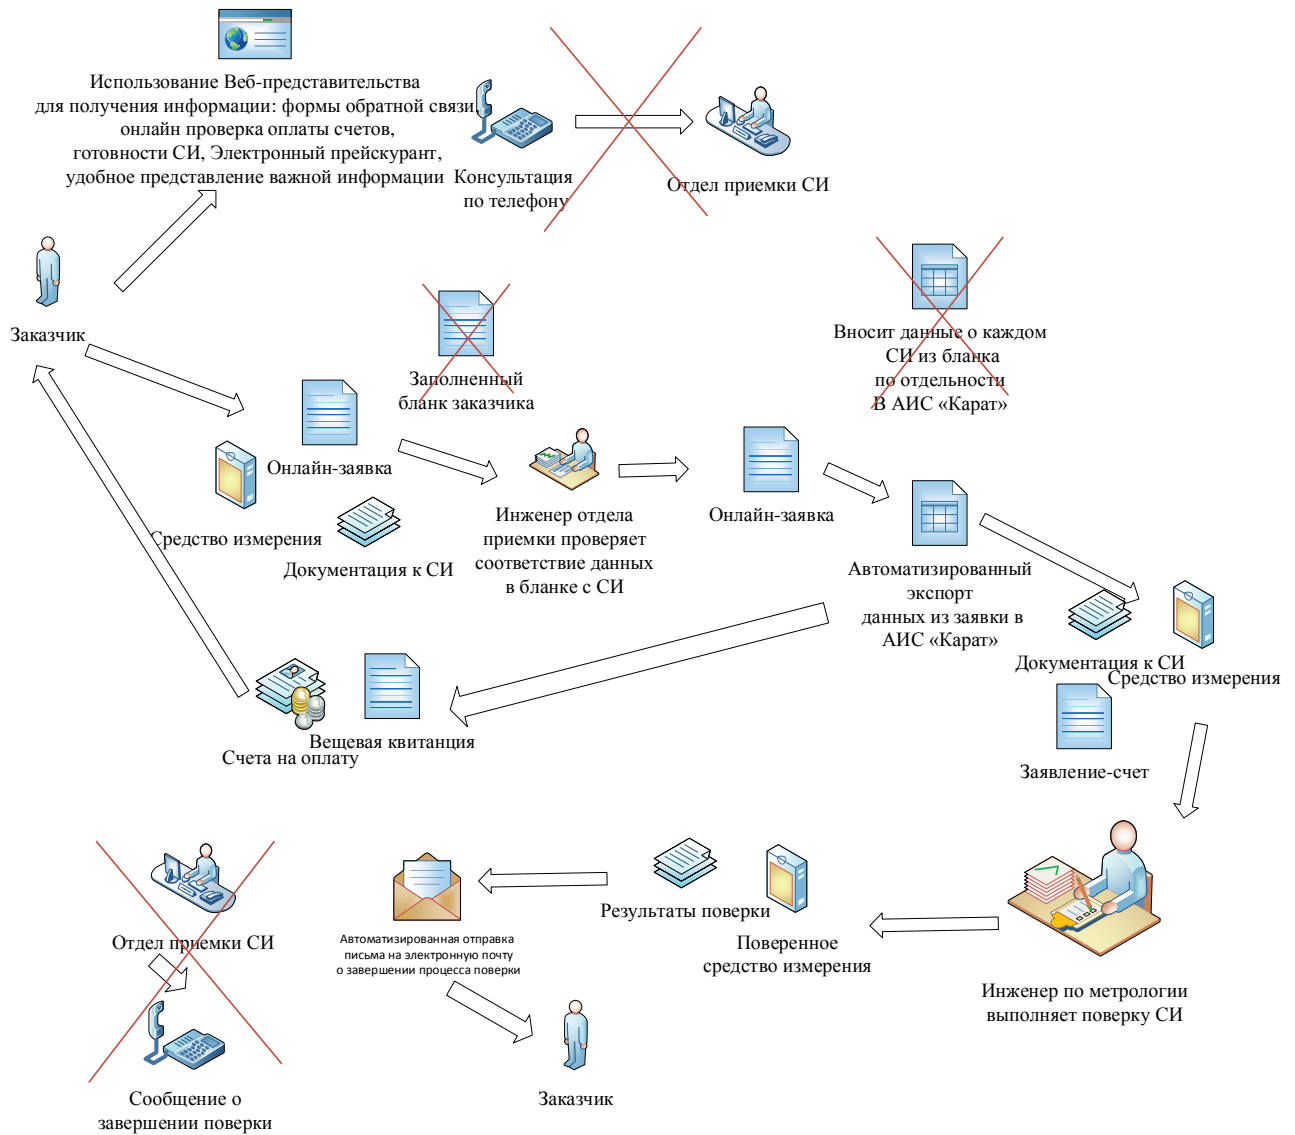 Использование Веб-представительства
для получения информации: формы обратной связи,
онлайн проверка оплаты счетов,
готовности СИ, Электронный прейскурант,
удобное представление важной информации
Консультация
по телефону
Отдел приемки СИ
Заказчик
Заполненный
бланк заказчика
Вносит данные о каждом
СИ из бланка
по отдельности
В АИС «Карат»
Онлайн-заявка
Средство измерения
Документация к СИ
Инженер отдела
приемки проверяет
соответствие данных
в бланке с СИ
Онлайн-заявка
Автоматизированный
экспорт
данных из заявки в
АИС «Карат»
Документация к СИ
Средство измерения
Заявление-счет
Вещевая квитанция
Счета на оплату
Отдел приемки СИ
Сообщение о
завершении поверки
Автоматизированная отправка
письма на электронную почту
о завершении процесса поверки
Заказчик
Результаты поверки
Поверенное
средство измерения
Инженер по метрологии
выполняет поверку СИ